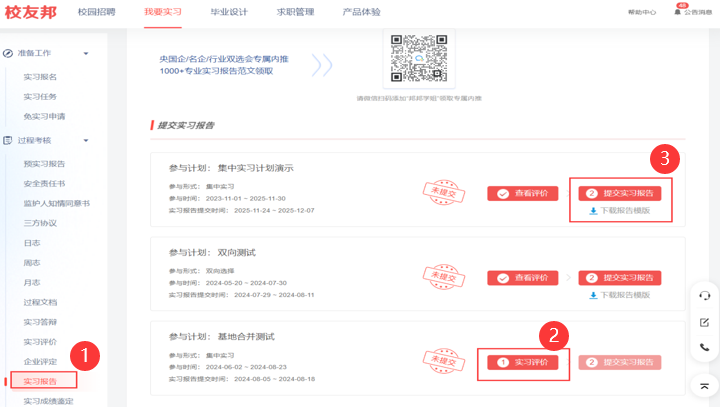 校友邦
校园招聘
我要实习
毕业设计
求职管理
产品体验
帮助中心
48
公告消息
准备工作
实习报名
实习任务
免实习申请
过程考核
预实习报告
安全责任书
监护人知情同意书
三方协议
日志
周志
月志
过程文档
实习答辩
实习评价
企业评定
1
实习报告
实习成绩鉴定
央国企/名企/行业双选会专属内推
1000+专业实习报告范文领取
请微信扫码添加"邦邦学姐"领取专属内推
提交实习报告
3
参与计划： 集中实习计划演示
参与形式： 集中实习
参与时间： 2023-11-01 ~ 2025-11-30
实习报告提交时间： 2025-11-24 ~ 2025-12-07
未提交
查看评价
2 提交实习报告
下载报告模版
参与计划： 双向测试
参与形式： 双向选择
参与时间： 2024-05-20 ~ 2024-07-30
实习报告提交时间： 2024-07-29 ~ 2024-08-11
未提交
查看评价
2 提交实习报告
下载报告模版
2
参与计划： 基地合并测试
参与形式： 集中实习
参与时间： 2024-06-02 ~ 2024-08-23
实习报告提交时间： 2024-08-05 ~ 2024-08-18
未提交
1 实习评价
2 提交实习报告